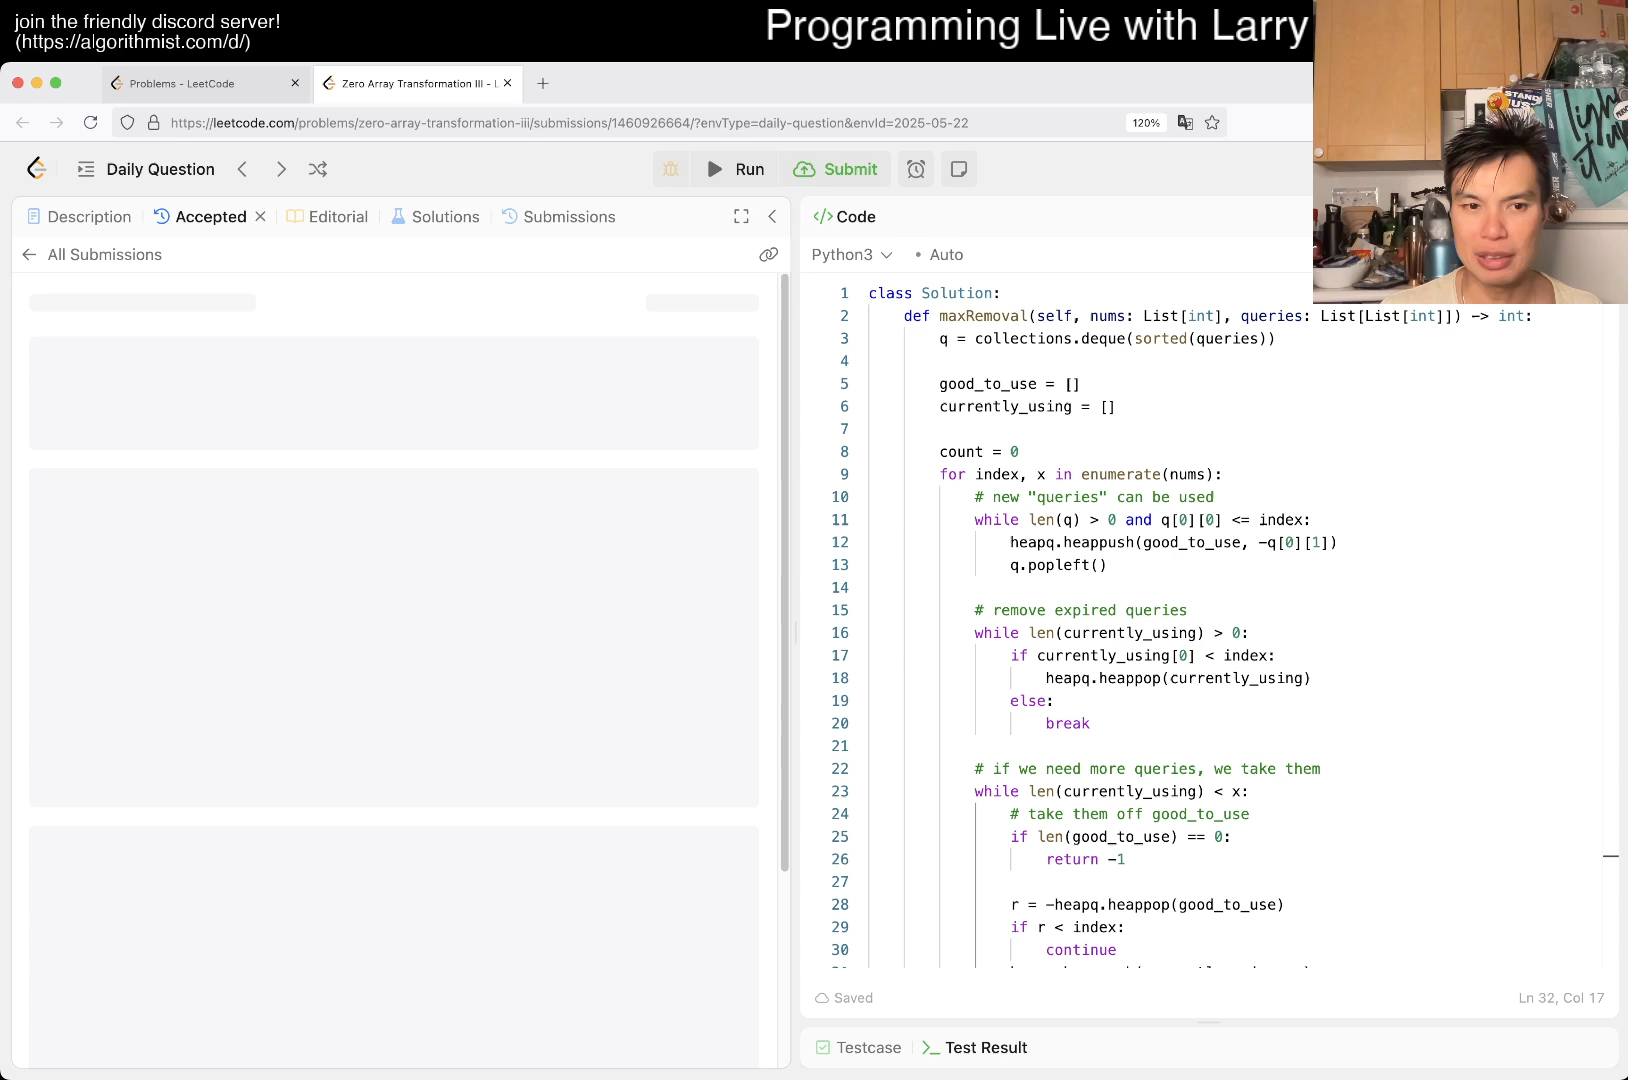 join the friendly discord server!
(https://algorithmist.com/d/)
Programming Live with Larry
Problems - LeetCode
Zero Array Transformation III - L
https://leetcode.com/problems/zero-array-transformation-iii/submissions/1460926664/?envType=daily-question&envId=2025-05-22
120%
Daily Question
Run
Submit
Description
Accepted
Editorial
Solutions
Submissions
All Submissions
</> Code
Python3
• Auto
1 class Solution:
2 def maxRemoval(self, nums: List[int], queries: List[List[int]]) -> int:
3 q = collections.deque(sorted(queries))
4
5 good_to_use = []
6 currently_using = []
7
8 count = 0
9 for index, x in enumerate(nums):
10 # new "queries" can be used
11 while len(q) > 0 and q[0][0] <= index:
12 heapq.heappush(good_to_use, -q[0][1])
13 q.popleft()
14
15 # remove expired queries
16 while len(currently_using) > 0:
17 if currently_using[0] < index:
18 heapq.heappop(currently_using)
19 else:
20 break
21
22 # if we need more queries, we take them
23 while len(currently_using) < x:
24 # take them off good_to_use
25 if len(good_to_use) == 0:
26 return -1
27
28 r = -heapq.heappop(good_to_use)
29 if r < index:
30 continue
Saved
Ln 32, Col 17
Testcase
Test Result
STAND